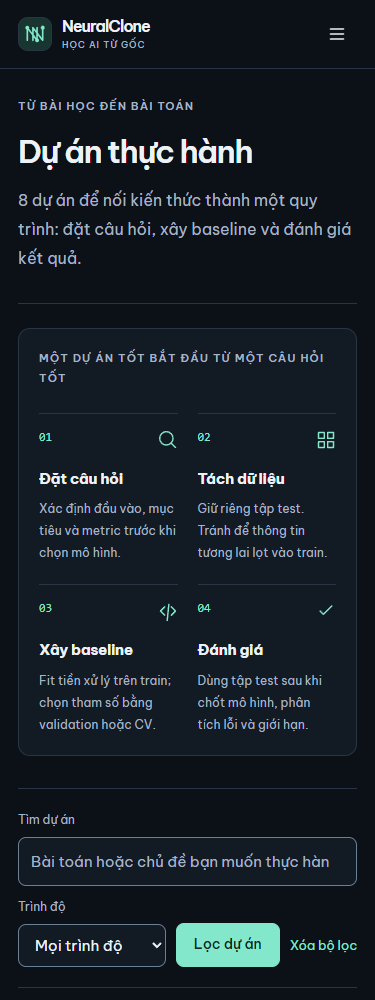 NeuralClone
HỌC AI TỪ GỐC
TỪ BÀI HỌC ĐẾN BÀI TOÁN
Dự án thực hành
8 dự án để nối kiến thức thành một quy
trình: đặt câu hỏi, xây baseline và đánh giá
kết quả.
MỘT DỰ ÁN TỐT BẮT ĐẦU TỪ MỘT CÂU HỎI
TỐT
01
Đặt câu hỏi
Xác định đầu vào, mục
tiêu và metric trước khi
chọn mô hình.
02
Tách dữ liệu
Giữ riêng tập test.
Tránh để thông tin
tương lai lọt vào train.
03
Xây baseline
Fit tiền xử lý trên train;
chọn tham số bằng
validation hoặc CV.
04
Đánh giá
Dùng tập test sau khi
chốt mô hình, phân
tích lỗi và giới hạn.
Tìm dự án
Bài toán hoặc chủ đề bạn muốn thực hàn
Trình độ
Mọi trình độ
Lọc dự án
Xóa bộ lọc